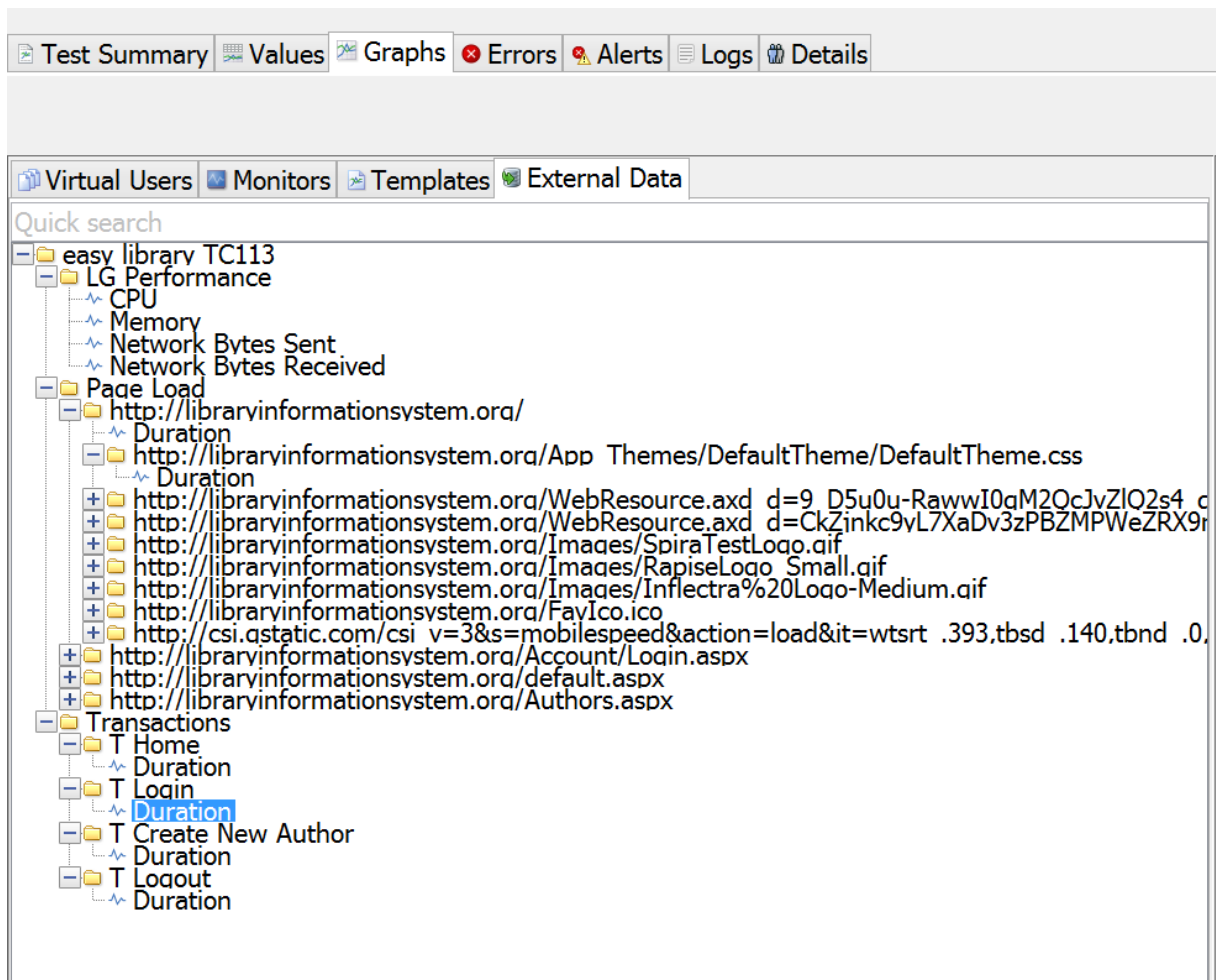 Test Summary Values Graphs Errors Alerts Logs Details
Virtual Users Monitors Templates External Data
Quick search
easy library TC113
LG Performance
CPU
Memory
Network Bytes Sent
Network Bytes Received
Page Load
http://libraryinformationsystem.org/
Duration
http://libraryinformationsystem.org/App_Themes/DefaultTheme/DefaultTheme.css
Duration
http://libraryinformationsystem.org/WebResource.axd
http://libraryinformationsystem.org/WebResource.axd
http://libraryinformationsystem.org/Images/SpiraTestLogo.gif
http://libraryinformationsystem.org/Images/RapiseLogo_Small.gif
http://libraryinformationsystem.org/Images/Inflectra%20Logo-Medium.gif
http://libraryinformationsystem.org/FavIco.ico
http://csi.gstatic.com/csi_v=3&s=mobilespeed&action=load&it=wtsrt_.393,tbsd_.140,tbnd_.0,
http://libraryinformationsystem.org/Account/Login.aspx
http://libraryinformationsystem.org/default.aspx
http://libraryinformationsystem.org/Authors.aspx
Transactions
T Home
Duration
T Login
Duration
T Create New Author
Duration
T Logout
Duration